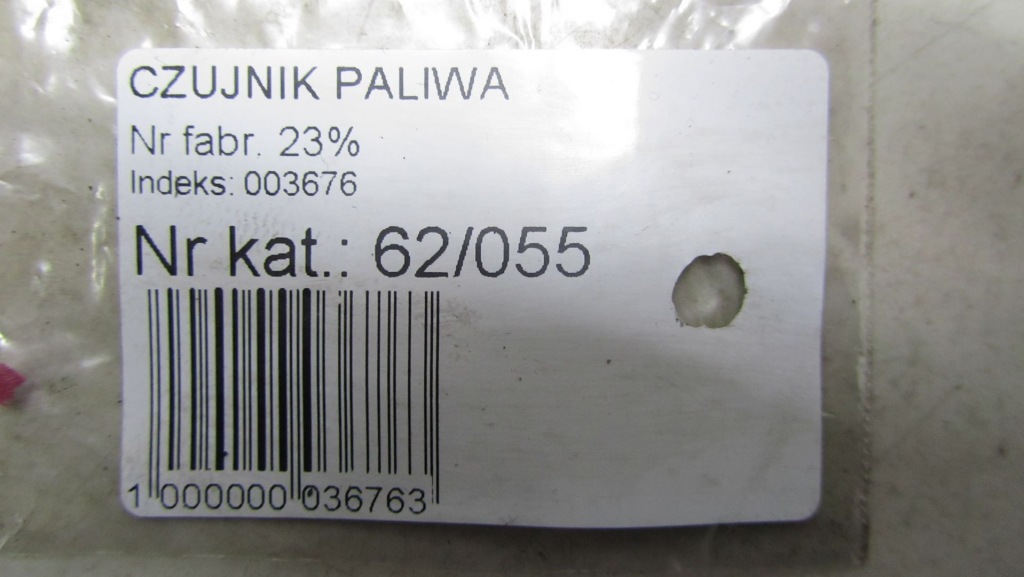 CZUJNIK PALIWA
Nr fabr. 23%
Indeks: 003676
Nr kat.: 62/055
1 000000 036763